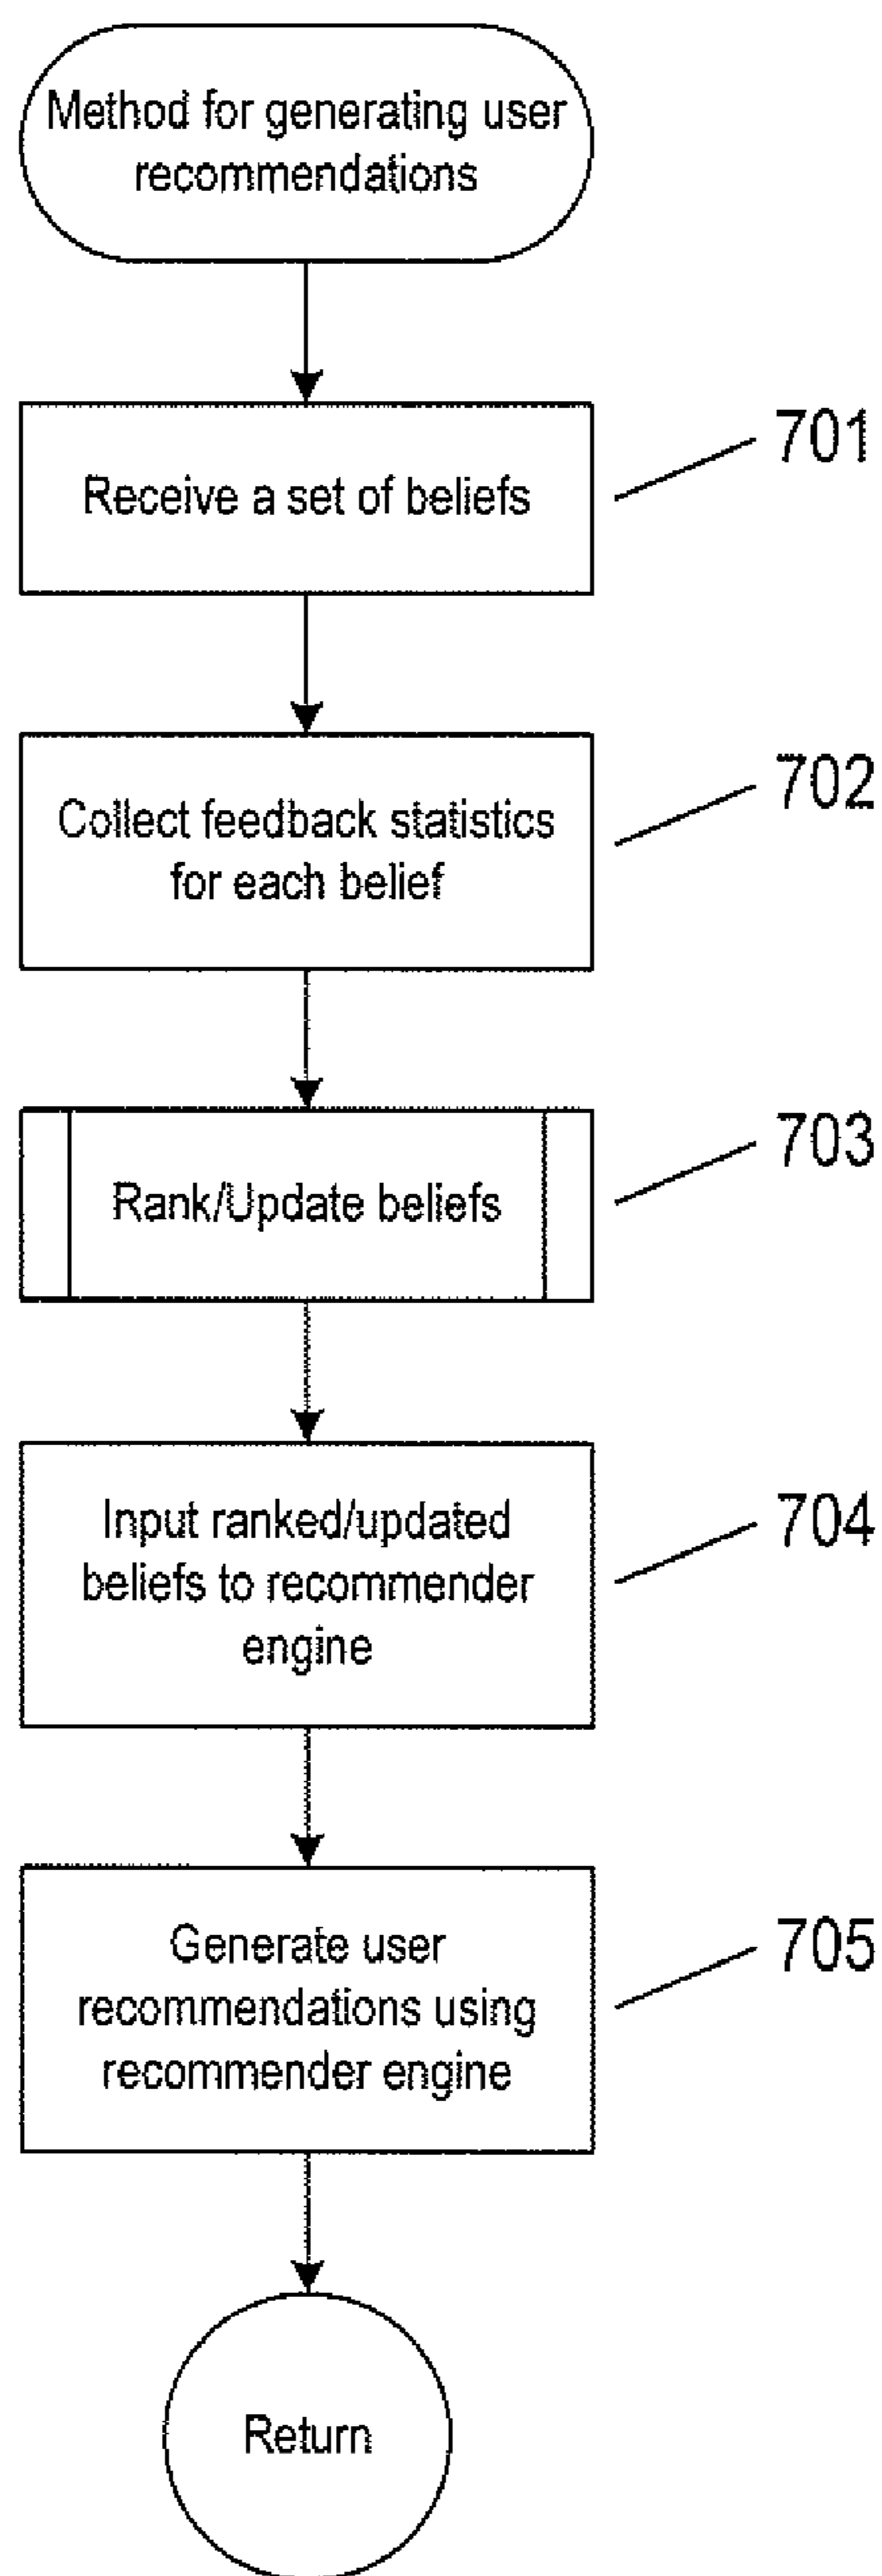 Method for generating user
recommendations
701
Receive a set of beliefs
702
Collect feedback statistics
for each belief
703
Rank/Update beliefs
704
Input ranked/updated
beliefs to recommender
engine
705
Generate user
recommendations using
recommender engine
Return